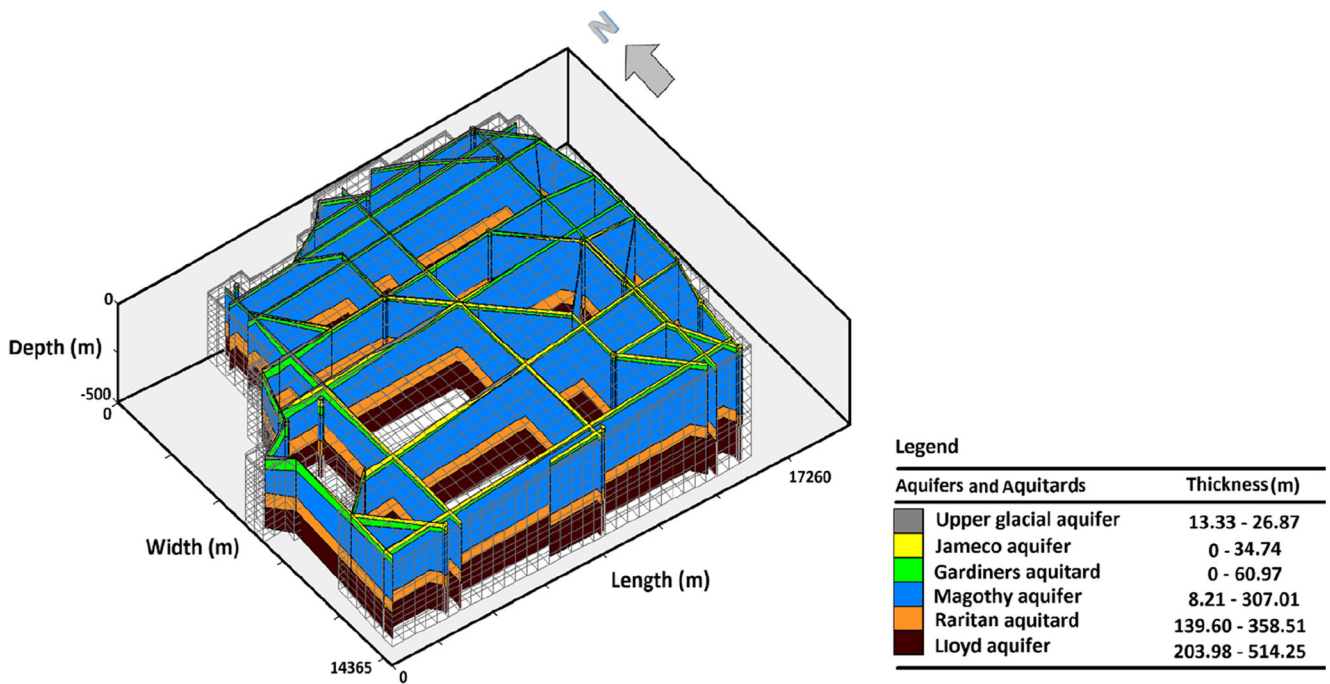 N
0
Depth (m)
-500
0
Width (m)
14365
0
Length (m)
17260
Legend
Aquifers and Aquitards Thickness (m)
Upper glacial aquifer 13.33 - 26.87
Jameco aquifer 0 - 34.74
Gardiners aquitard 0 - 60.97
Magothy aquifer 8.21 - 307.01
Raritan aquitard 139.60 - 358.51
Lloyd aquifer 203.98 - 514.25